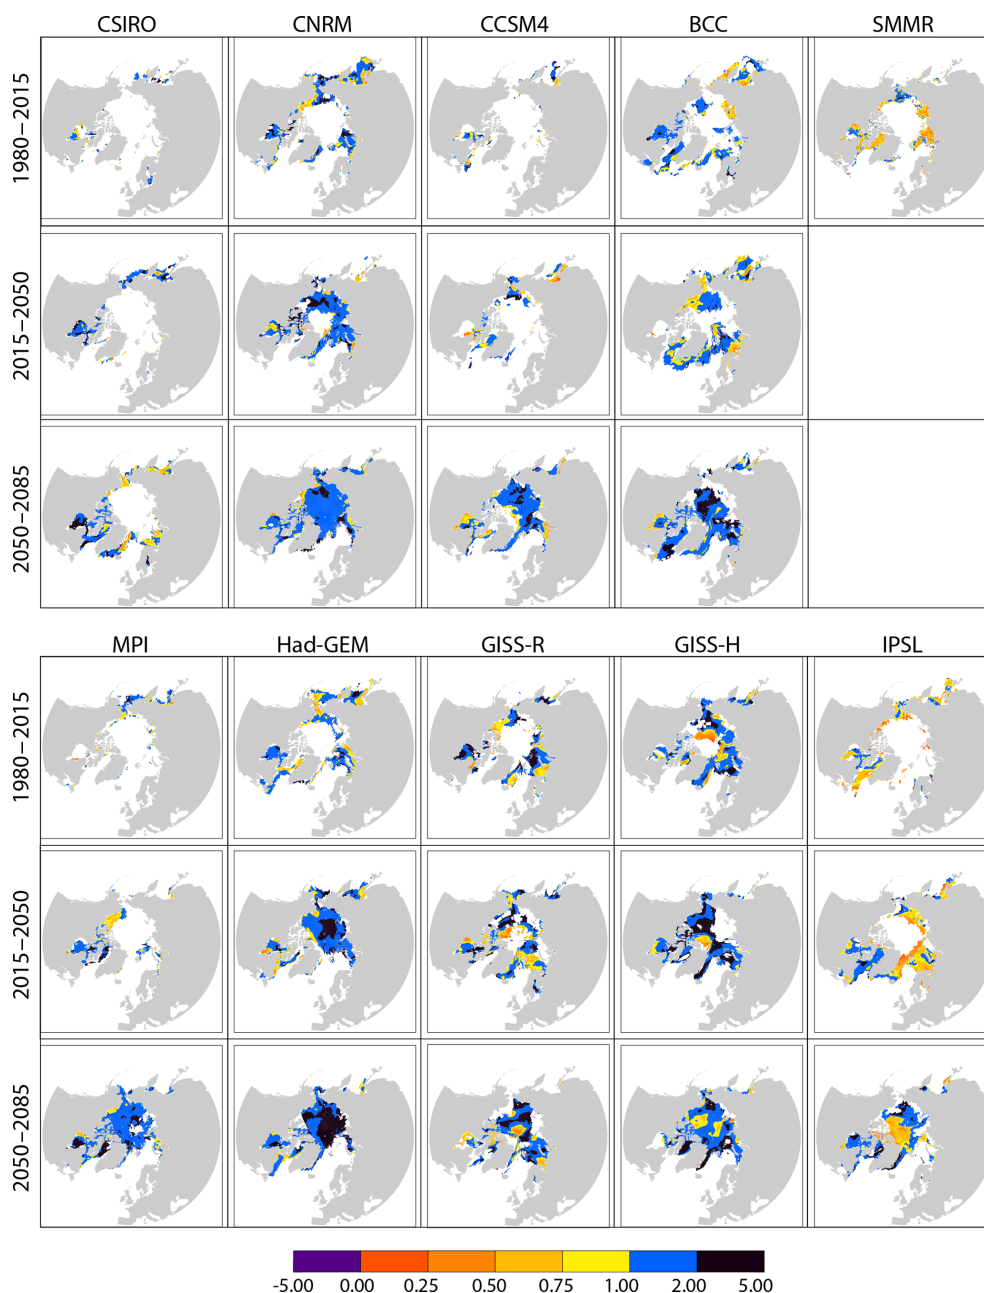 CSIRO CNRM CCSM4 BCC SMMR
1980–2015
2015–2050
2050–2085
MPI Had-GEM GISS-R GISS-H IPSL
1980–2015
2015–2050
2050–2085
-5.00 0.00 0.25 0.50 0.75 1.00 2.00 5.00